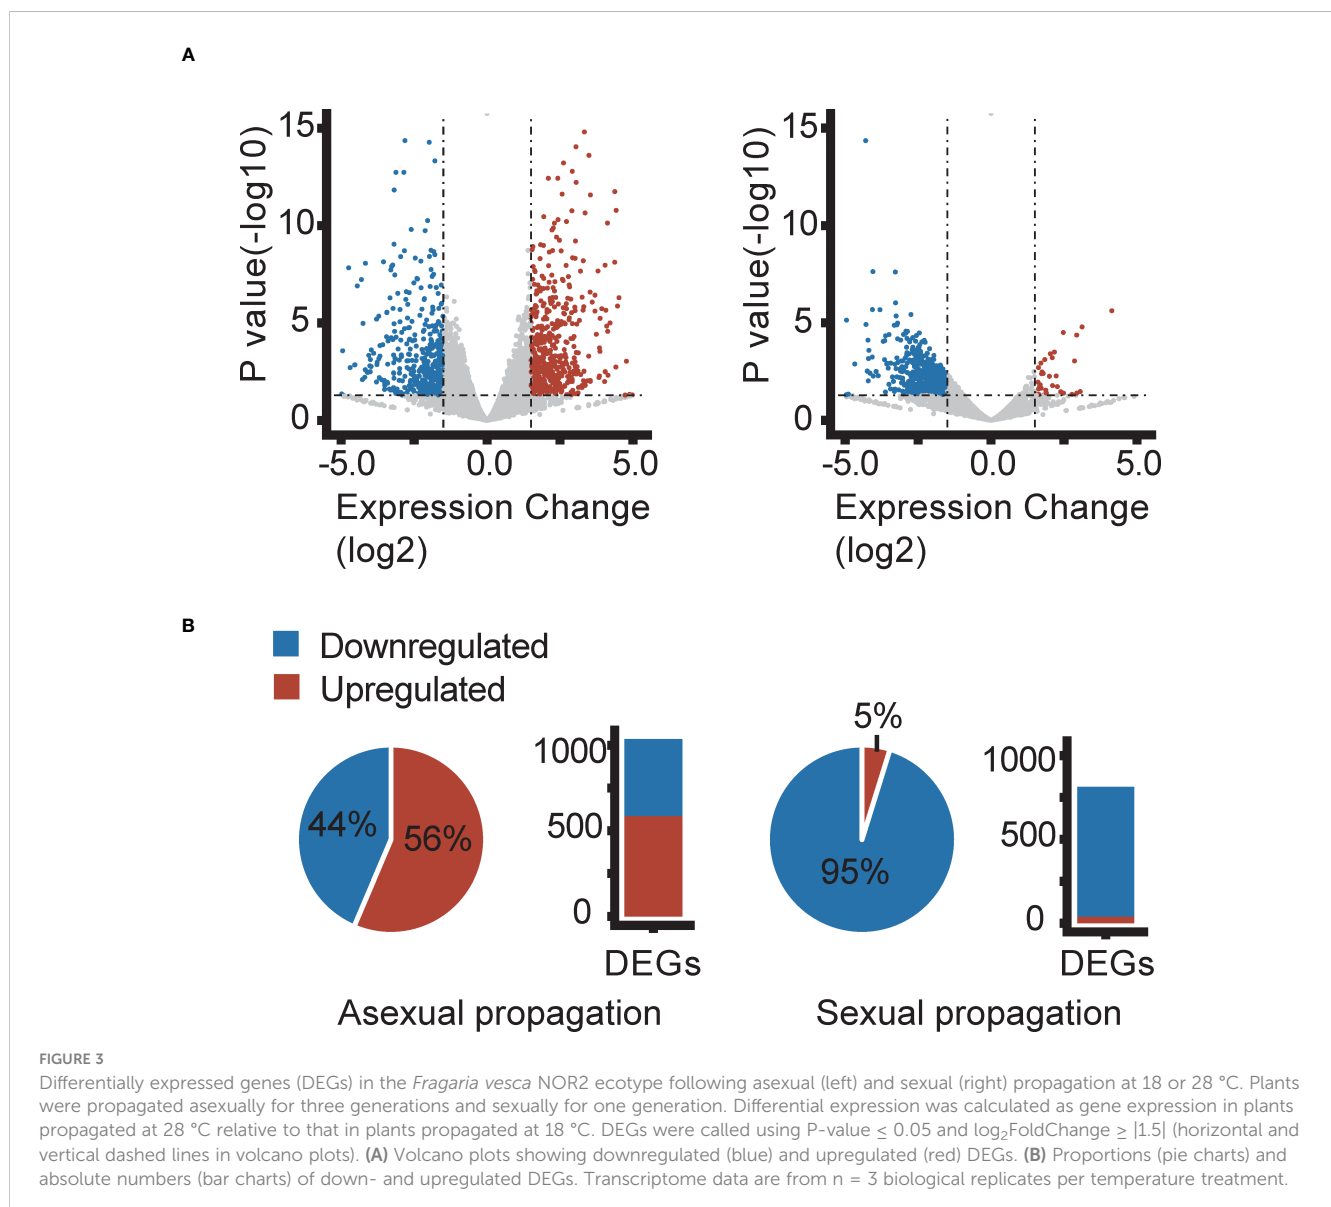 A
P value(-log10)
15
10
5
0
-5.0 0.0 5.0
Expression Change
(log2)
P value(-log10)
15
10
5
0
-5.0 0.0 5.0
Expression Change
(log2)
B
Downregulated
Upregulated
44%
56%
1000
500
0
DEGs
Asexual propagation
5%
95%
1000
500
0
DEGs
Sexual propagation
FIGURE 3
Differentially expressed genes (DEGs) in the Fragaria vesca NOR2 ecotype following asexual (left) and sexual (right) propagation at 18 or 28 °C. Plants
were propagated asexually for three generations and sexually for one generation. Differential expression was calculated as gene expression in plants
propagated at 28 °C relative to that in plants propagated at 18 °C. DEGs were called using P-value ≤ 0.05 and log₂FoldChange ≥ |1.5| (horizontal and
vertical dashed lines in volcano plots). (A) Volcano plots showing downregulated (blue) and upregulated (red) DEGs. (B) Proportions (pie charts) and
absolute numbers (bar charts) of down- and upregulated DEGs. Transcriptome data are from n = 3 biological replicates per temperature treatment.